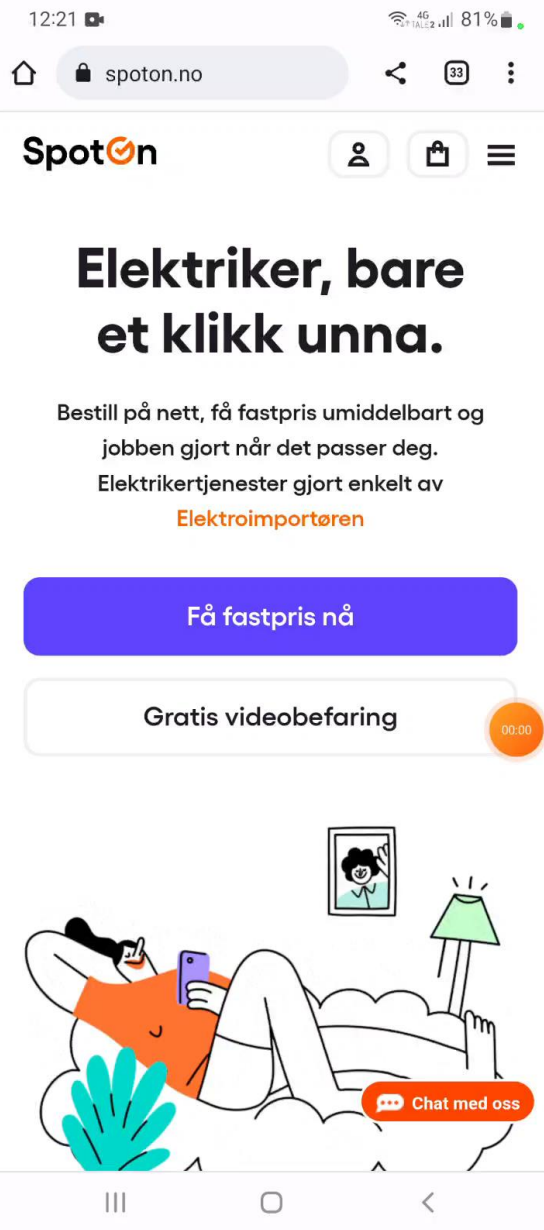 12:21 81%
4G
spoton.no 33
SpotOn
Elektriker, bare
et klikk unna.
Bestill på nett, få fastpris umiddelbart og
jobben gjort når det passer deg.
Elektrikertjenester gjort enkelt av
Elektroimportøren
Få fastpris nå
Gratis videobefaring
00:00
Chat med oss